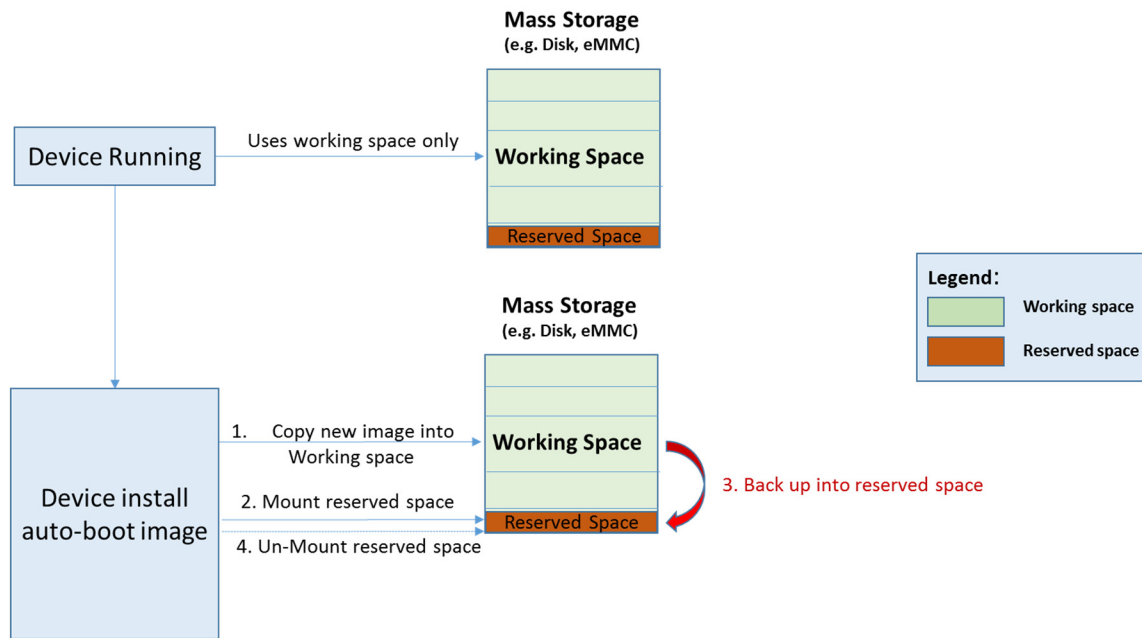 Mass Storage
(e.g. Disk, eMMC)
Device Running
Uses working space only
Working Space
Reserved Space
Legend:
Working space
Reserved space
Mass Storage
(e.g. Disk, eMMC)
Device install
auto-boot image
1. Copy new image into
Working space
Working Space
2. Mount reserved space
Reserved Space
4. Un-Mount reserved space
3. Back up into reserved space